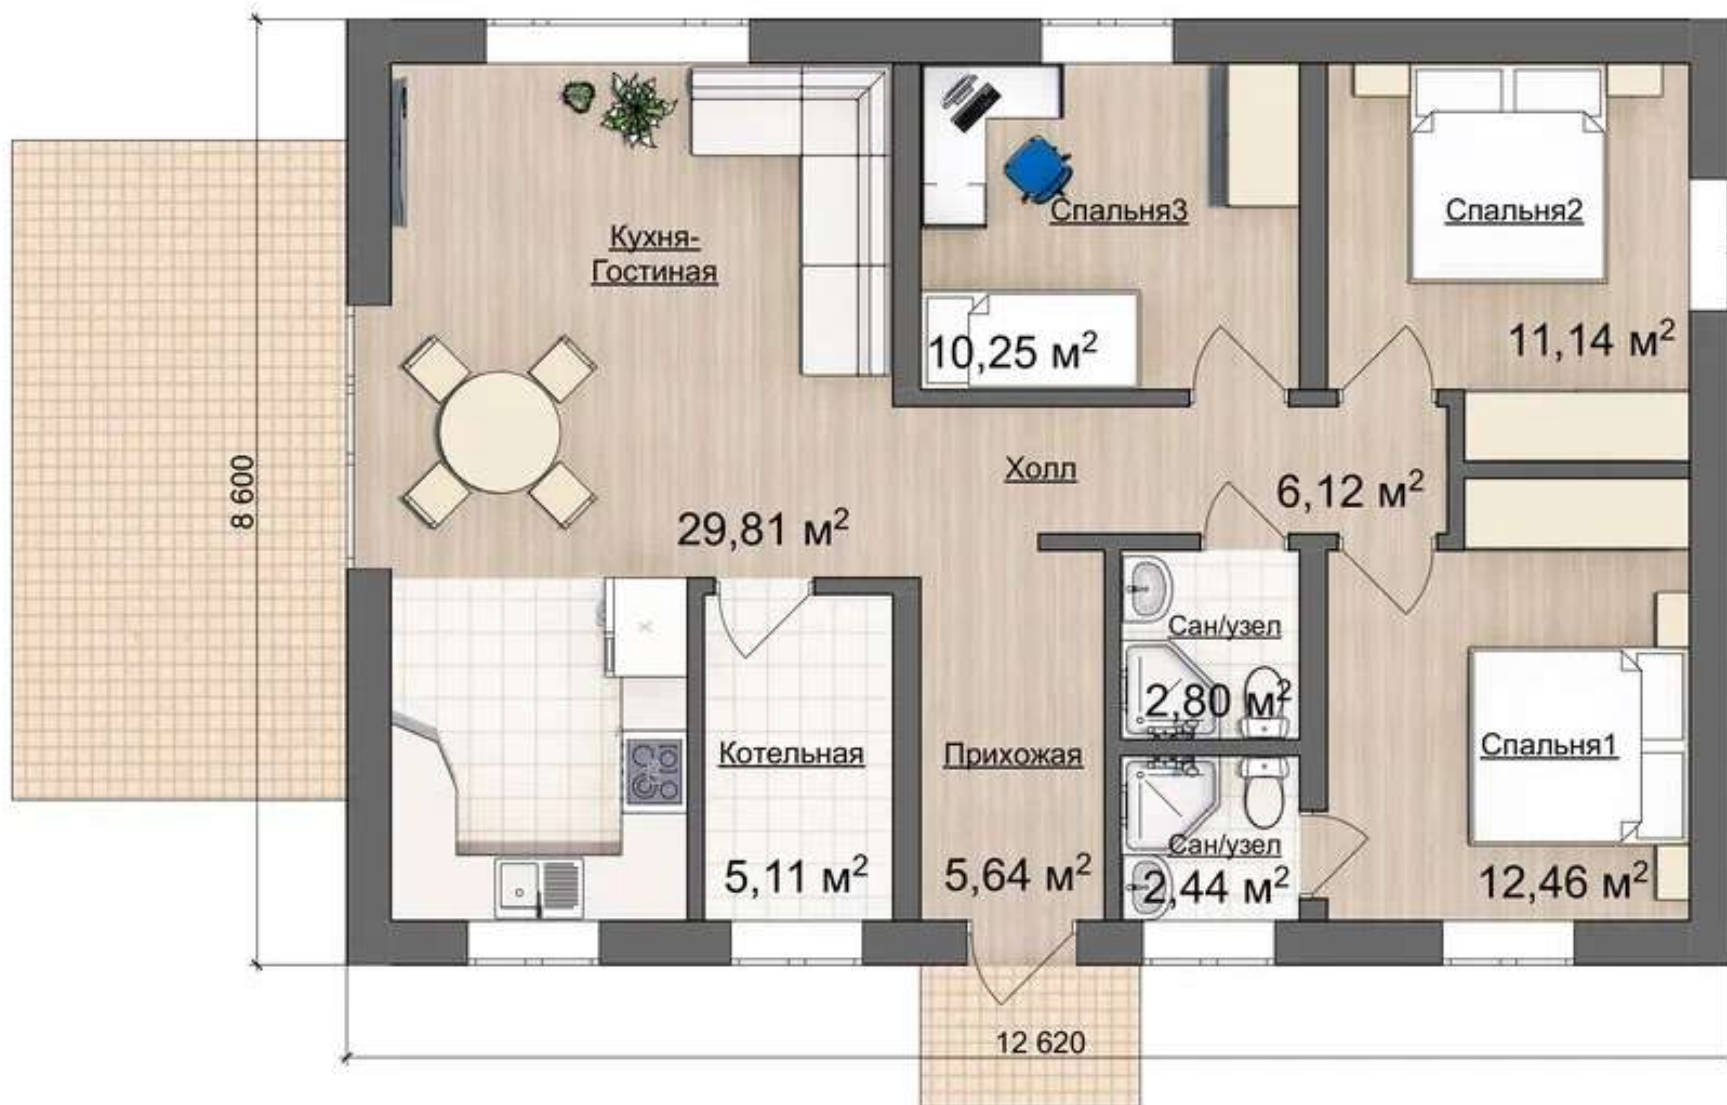 Кухня-
Гостиная
29,81 м²
Спальня3
10,25 м²
Спальня2
11,14 м²
Холл
6,12 м²
8 600
Сан/узел
2,80 м²
Котельная
5,11 м²
Прихожая
5,64 м²
Сан/узел
2,44 м²
Спальня1
12,46 м²
12 620